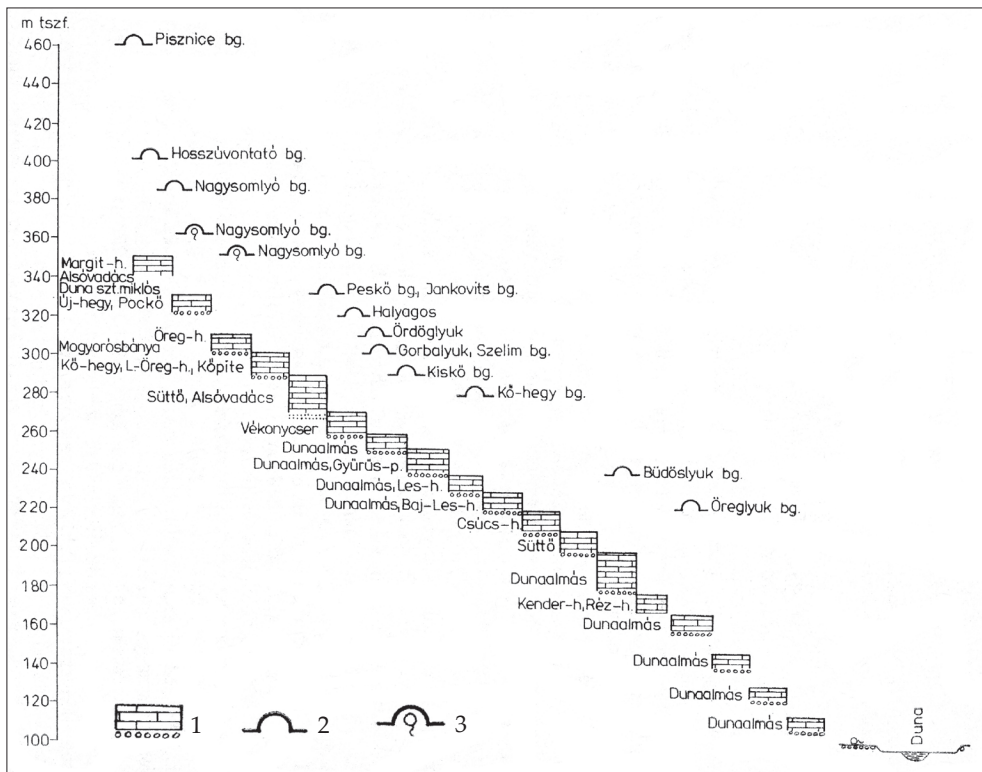 m tszf.
460
Pisznice bg.
440
420
400
Hosszúvontató bg.
380
Nagysomlyó bg.
360
Nagysomlyó bg.
Nagysomlyó bg.
Margit-h.
340
Alsóvadács
Duna szt.miklós
Peskő bg., Jankovits bg.
Új-hegy, Pockő
320
Halyagos
Öreg-h.
Ördöglyuk
Mogyorósbánya
300
Gorbalyuk, Szelim bg.
Kő-hegy, L-Öreg-h., Kőpite
Kiskő bg.
280
Süttő, Alsóvadács
Kő-hegy bg.
260
Vékonycser
Dunaalmás
240
Dunaalmás, Gyűrűs-p.
Büdöslyuk bg.
Dunaalmás, Les-h.
220
Dunaalmás, Baj-Les-h.
Öreglyuk bg.
Csúcs-h.
200
Süttő
180
Dunaalmás
Kender-h, Réz-h.
160
Dunaalmás
140
Dunaalmás
120
Dunaalmás
Dunaalmás
100
Duna
1
2
3